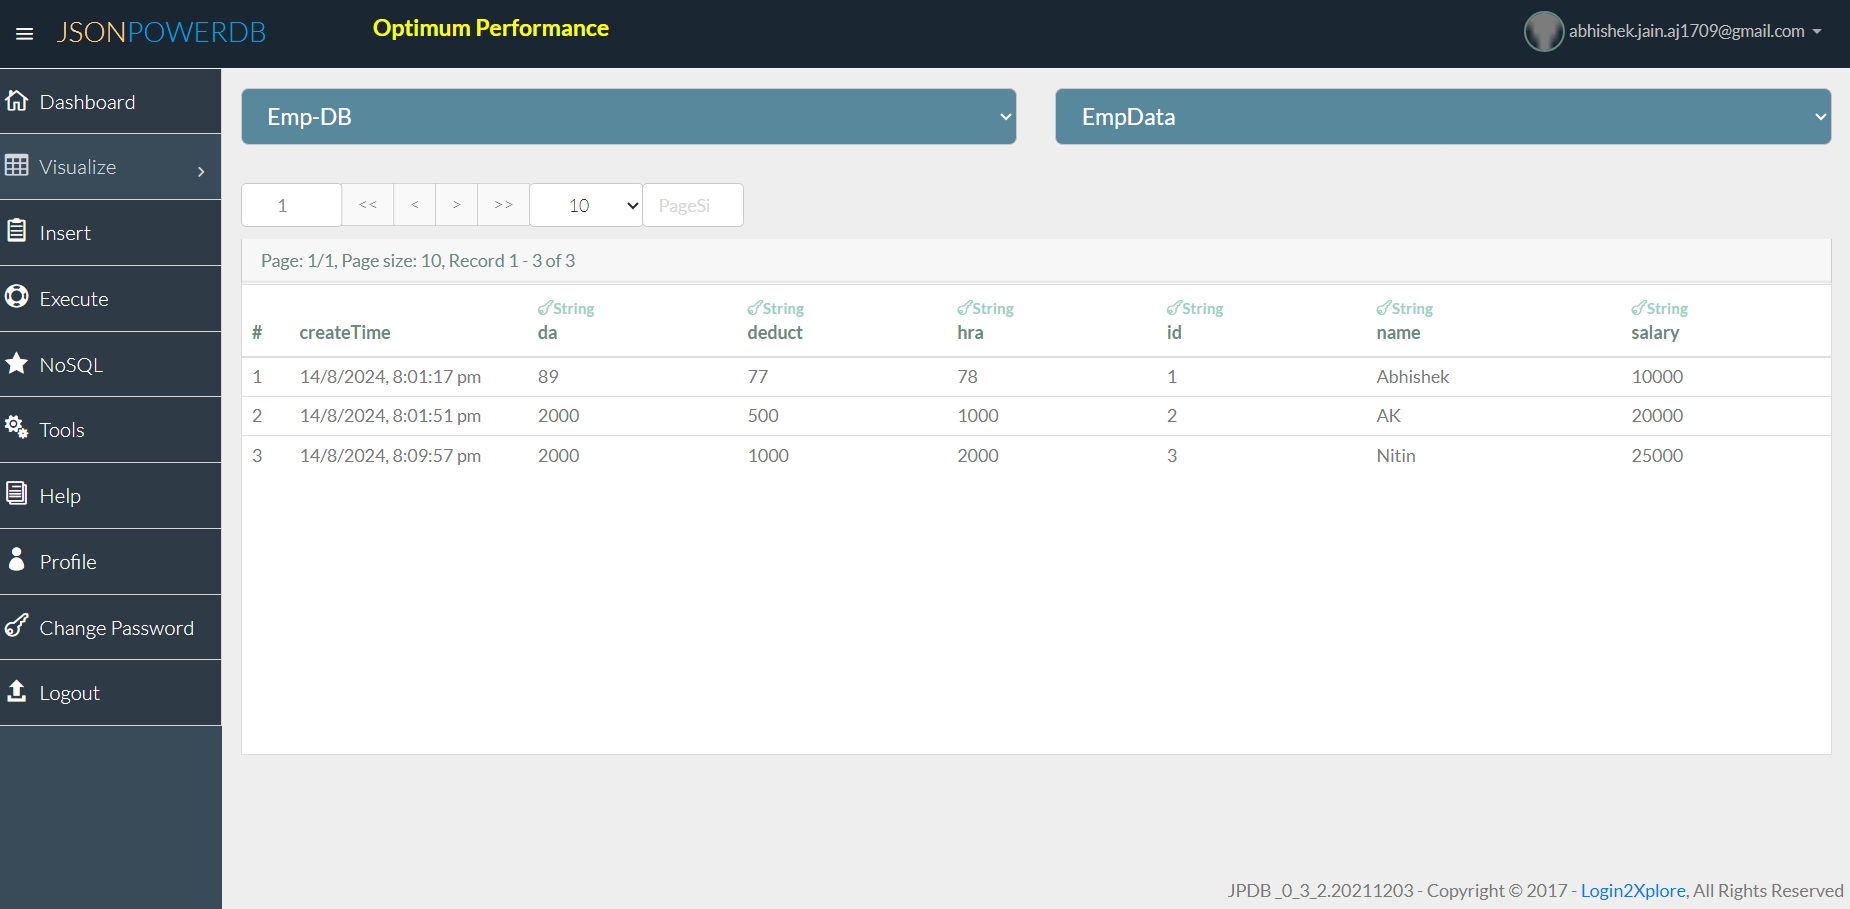 JSONPOWERDB
Optimum Performance
abhishek.jain.aj1709@gmail.com
Dashboard
Visualize
Insert
Execute
NoSQL
Tools
Help
Profile
Change Password
Logout
Emp-DB
EmpData
1 << < > >> 10 PageSi
Page: 1/1, Page size: 10, Record 1 - 3 of 3
String String String String String String
# createTime da deduct hra id name salary
1 14/8/2024, 8:01:17 pm 89 77 78 1 Abhishek 10000
2 14/8/2024, 8:01:51 pm 2000 500 1000 2 AK 20000
3 14/8/2024, 8:09:57 pm 2000 1000 2000 3 Nitin 25000
JPDB_0_3_2.20211203 - Copyright © 2017 - Login2Xplore, All Rights Reserved